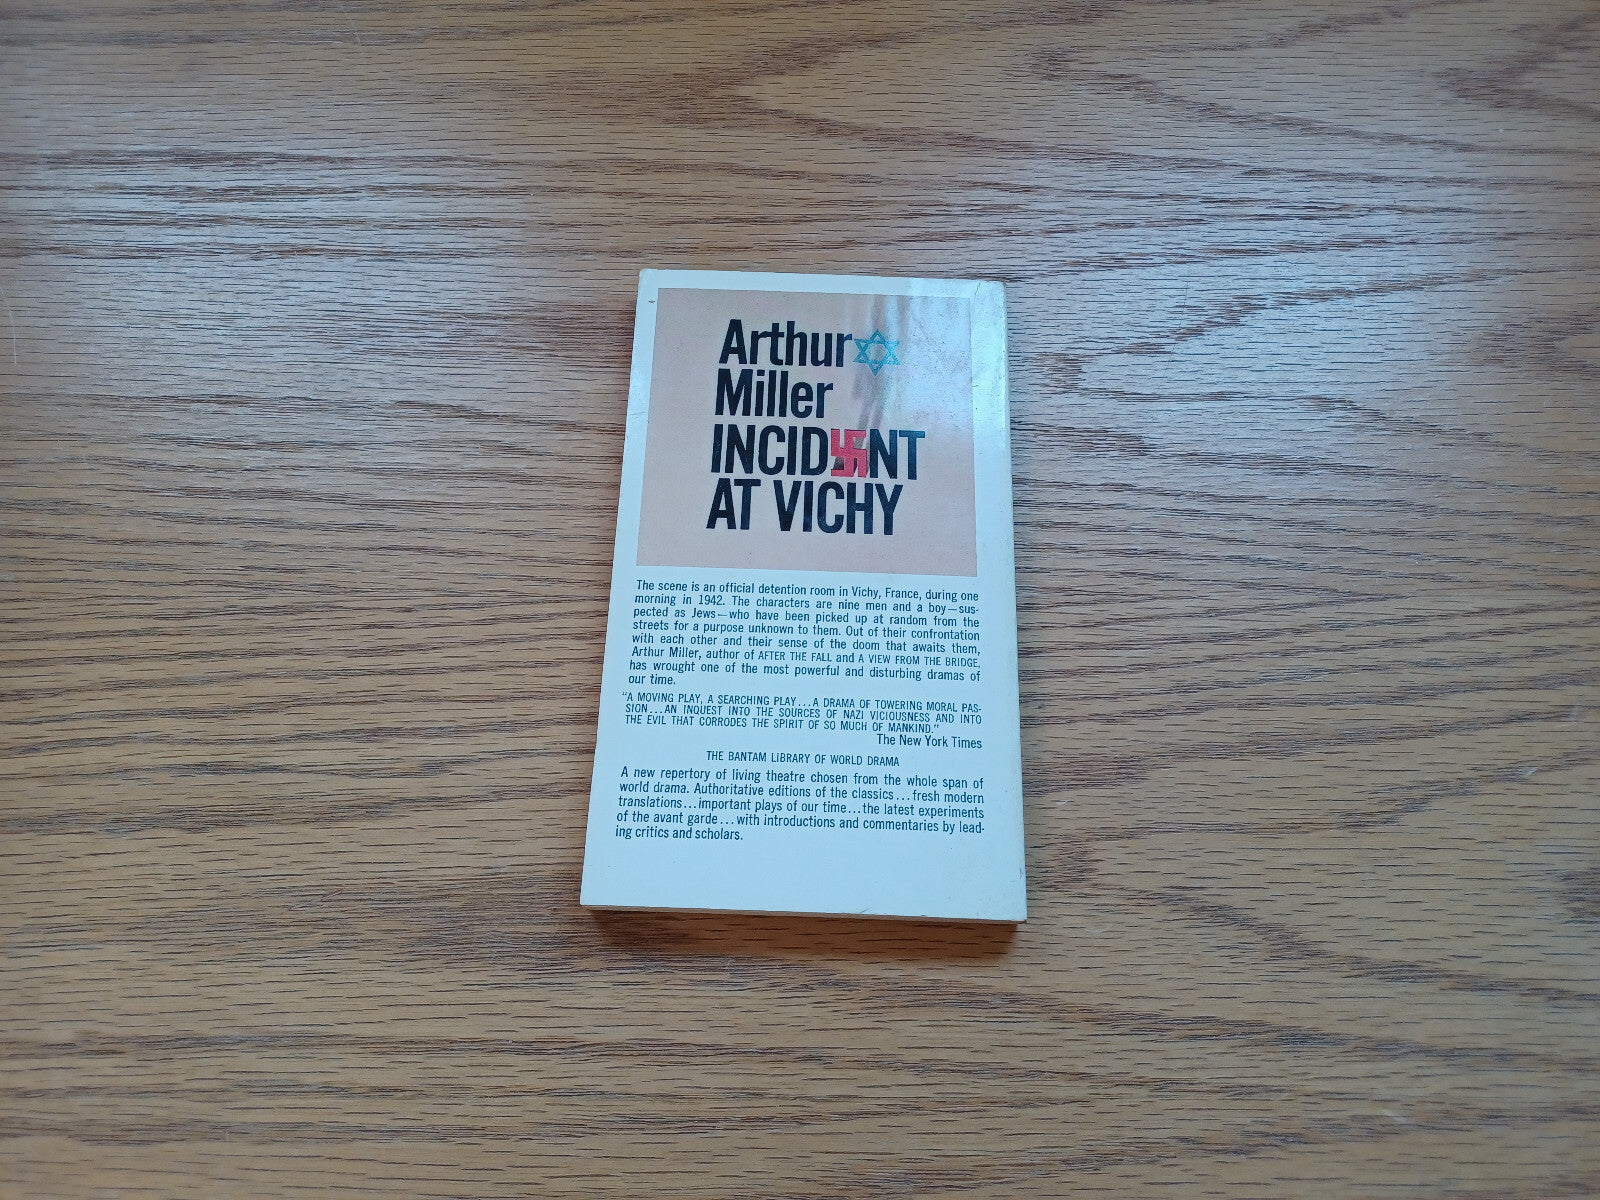 Arthur
Miller
INCID卐NT
AT VICHY
The scene is an official detention room in Vichy, France, during one
morning in 1942. The characters are nine men and a boy—sus-
pected as Jews—who have been picked up at random from the
streets for a purpose unknown to them. Out of their confrontation
with each other and their sense of the doom that awaits them,
Arthur Miller, author of AFTER THE FALL and A VIEW FROM THE BRIDGE,
has wrought one of the most powerful and disturbing dramas of
our time.
"A MOVING PLAY, A SEARCHING PLAY...A DRAMA OF TOWERING MORAL PAS-
SION...AN INQUEST INTO THE SOURCES OF NAZI VICIOUSNESS AND INTO
THE EVIL THAT CORRODES THE SPIRIT OF SO MUCH OF MANKIND."
The New York Times
THE BANTAM LIBRARY OF WORLD DRAMA
A new repertory of living theatre chosen from the whole span of
world drama. Authoritative editions of the classics...fresh modern
translations...important plays of our time...the latest experiments
of the avant garde...with introductions and commentaries by lead-
ing critics and scholars.